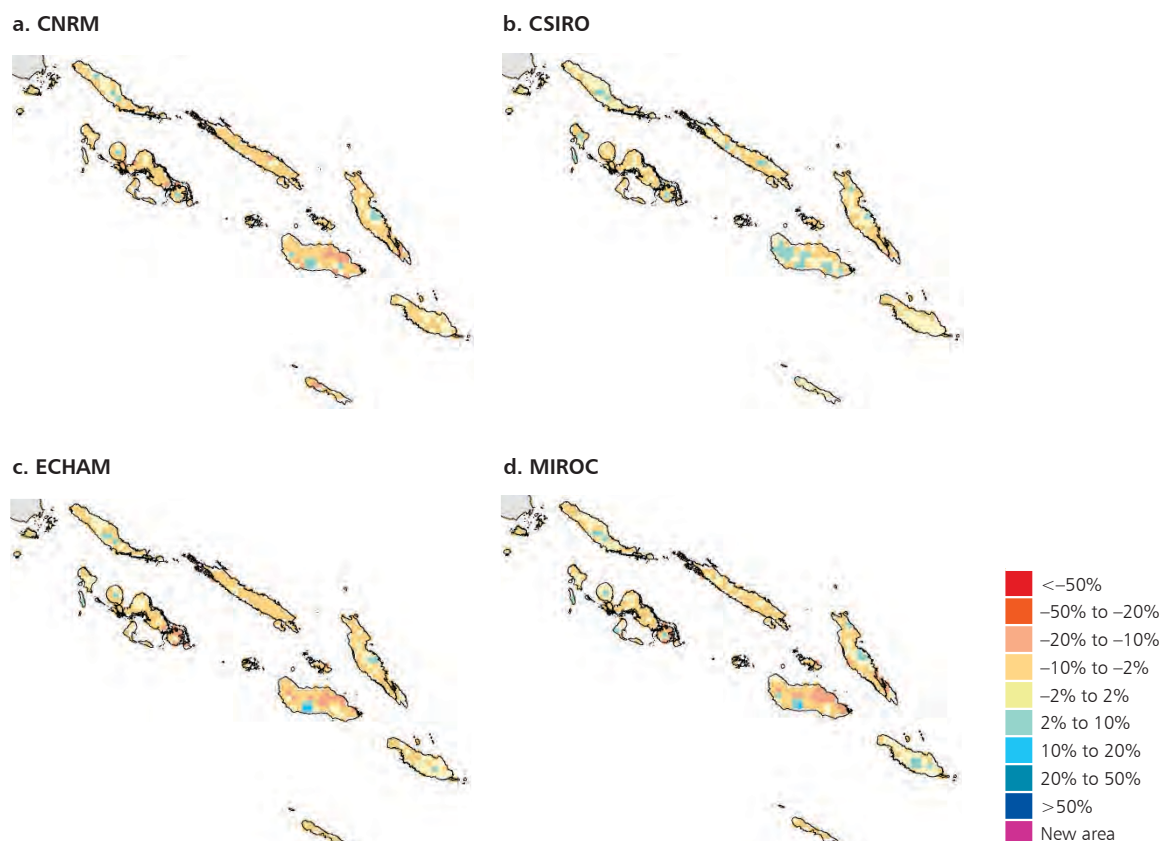 a. CNRM
b. CSIRO
c. ECHAM
d. MIROC
<–50%
–50% to –20%
–20% to –10%
–10% to –2%
–2% to 2%
2% to 10%
10% to 20%
20% to 50%
>50%
New area